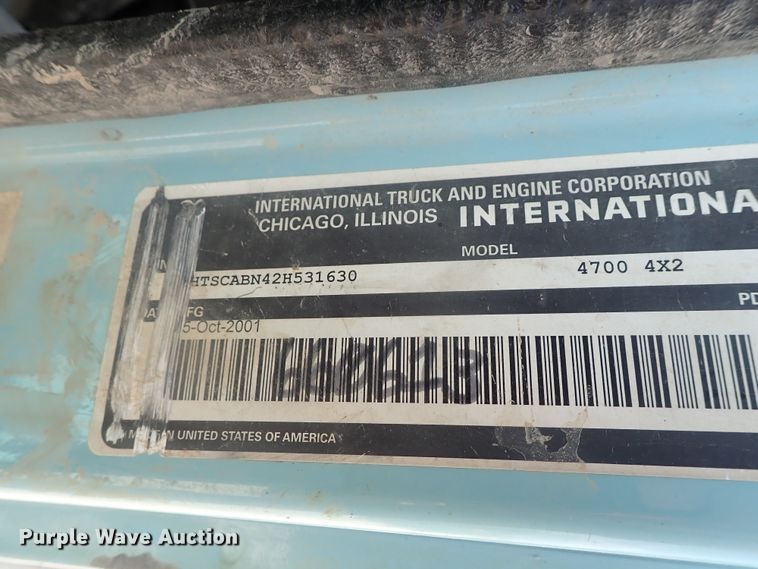 INTERNATIONAL TRUCK AND ENGINE CORPORATION
CHICAGO, ILLINOIS INTERNATIONA
MODEL
HTSCABN42H531630 4700 4X2
FG PD
5-Oct-2001
UNITED STATES OF AMERICA
Purple Wave Auction